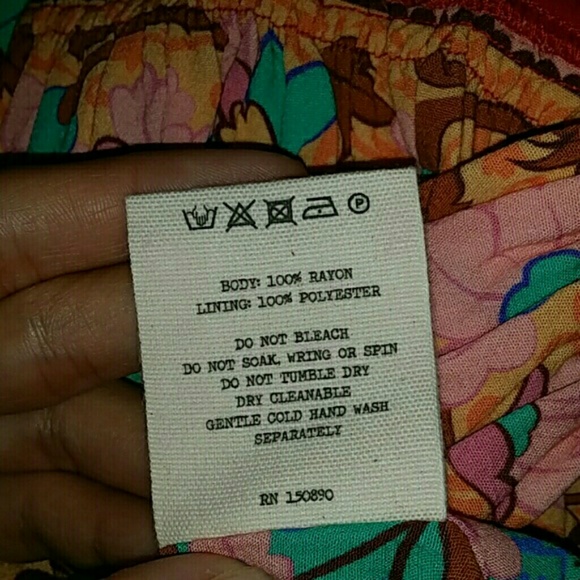 P
BODY: 100% RAYON
LINING: 100% POLYESTER
DO NOT BLEACH
DO NOT SOAK, WRING OR SPIN
DO NOT TUMBLE DRY
DRY CLEANABLE
GENTLE COLD HAND WASH
SEPARATELY
RN 150890